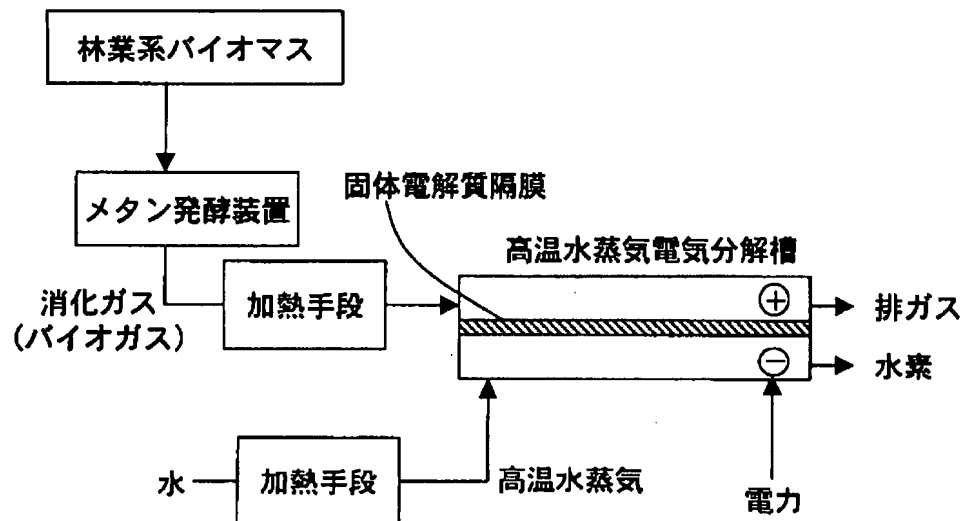 林業系バイオマス
メタン発酵装置
固体電解質隔膜
高温水蒸気電気分解槽
消化ガス
(バイオガス)
加熱手段
+
排ガス
−
水素
水
加熱手段
高温水蒸気
電力